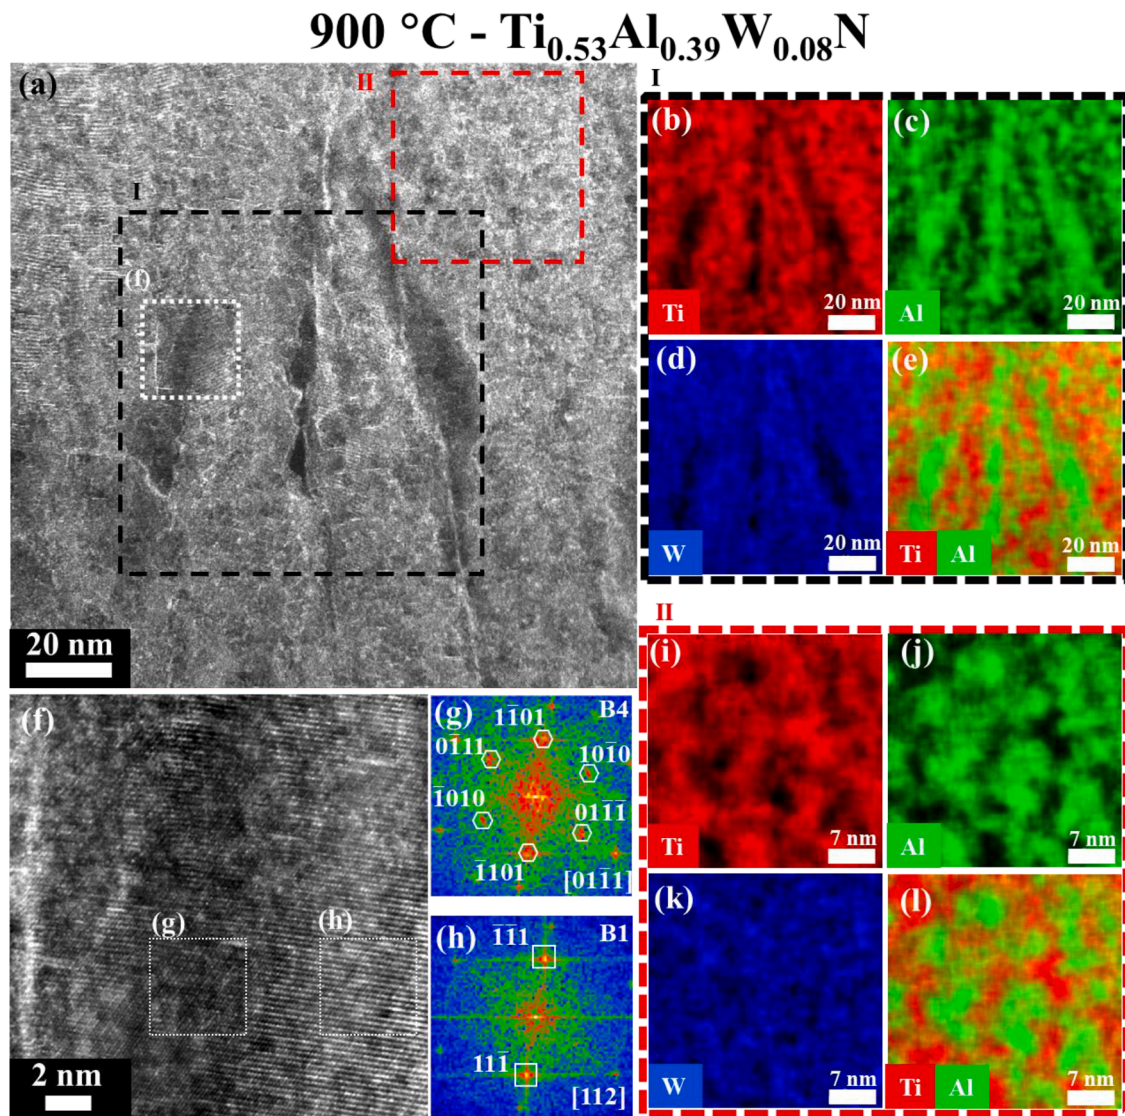 900 °C - Ti0.53Al0.39W0.08N
(a)
II
I
(f)
20 nm
I
(b)
Ti
20 nm
(c)
Al
20 nm
(d)
W
20 nm
(e)
Ti Al
20 nm
(f)
(g)
(h)
2 nm
(g)
B4
11̄01
01̄11
101̄0
1̄010
011̄1̄
1̄101
[011̄1]
(h)
B1
1̄1̄1
111̄
[112]
II
(i)
Ti
7 nm
(j)
Al
7 nm
(k)
W
7 nm
(l)
Ti Al
7 nm